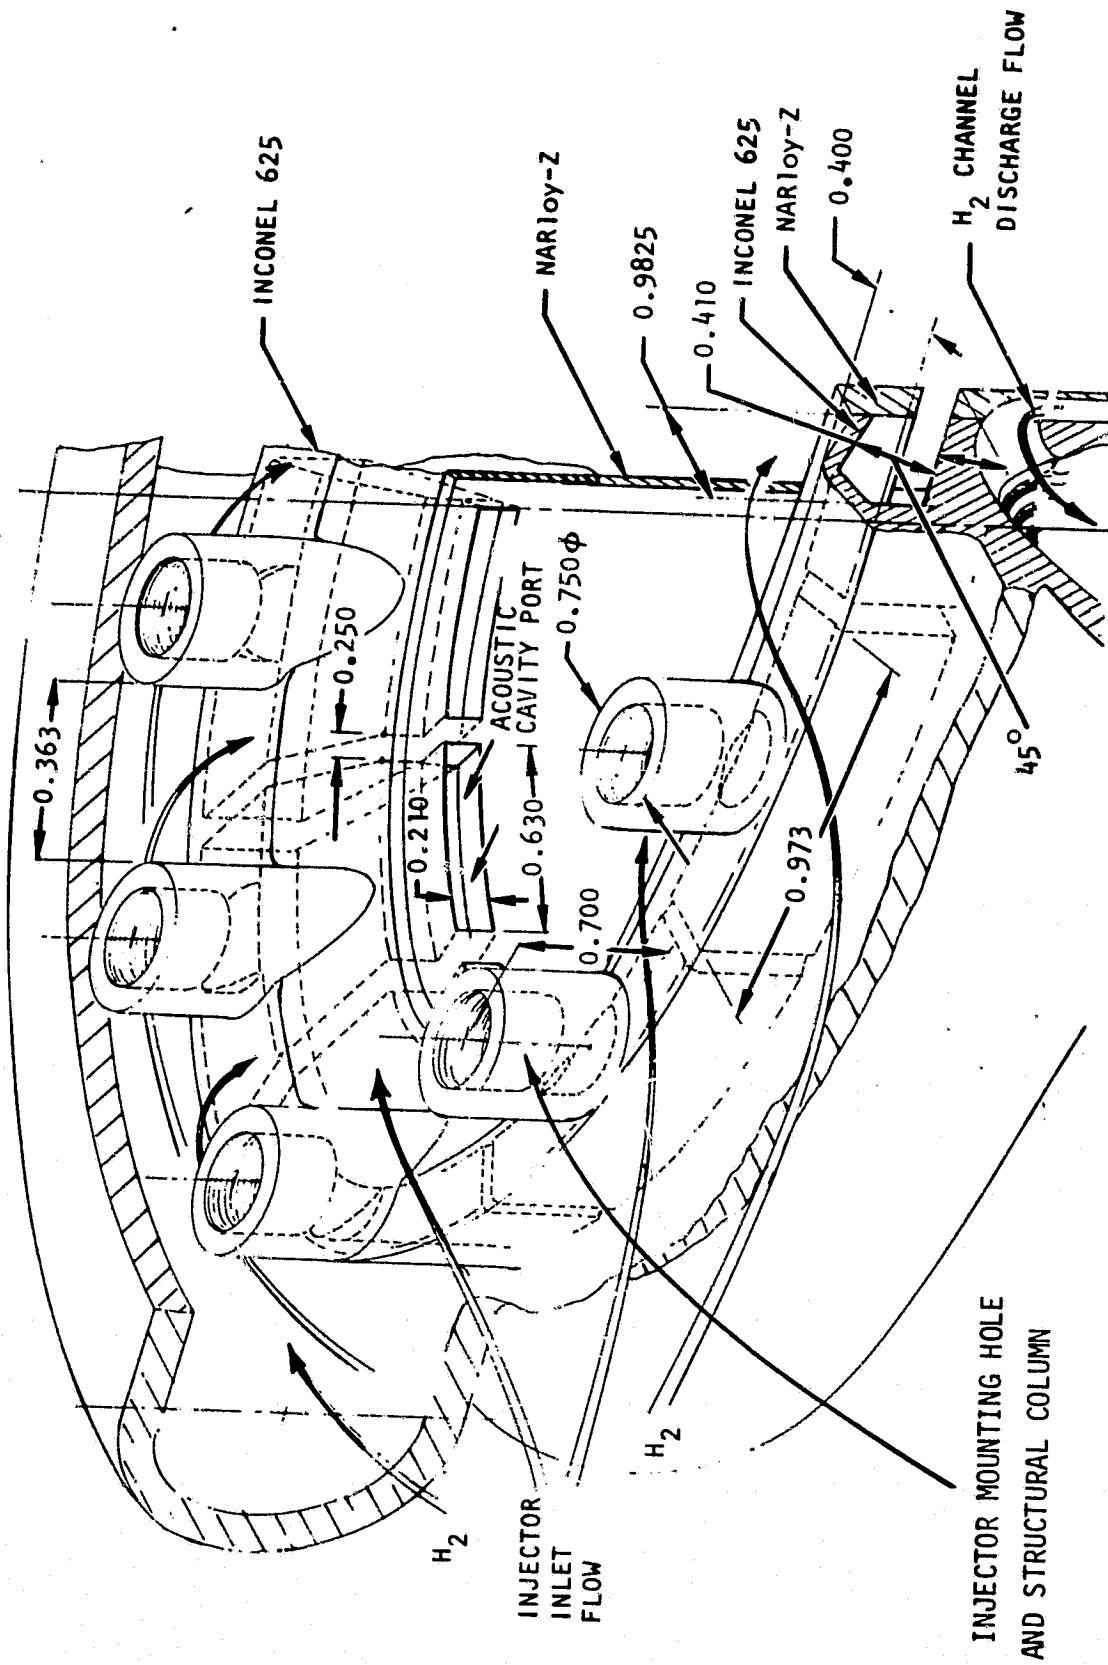 INCONEL 625
NARloy-Z
0.9825
0.410
INCONEL 625
NARloy-Z
0.400
H2 CHANNEL
DISCHARGE FLOW
0.363
0.250
ACOUSTIC
CAVITY PORT
0.750ϕ
0.210
0.630
0.700
0.973
45°
H2
INJECTOR
INLET
FLOW
H2
INJECTOR MOUNTING HOLE
AND STRUCTURAL COLUMN